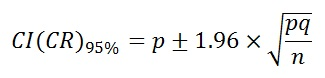 CI(CR)₉₅% = p ± 1.96 × √(pq/n)